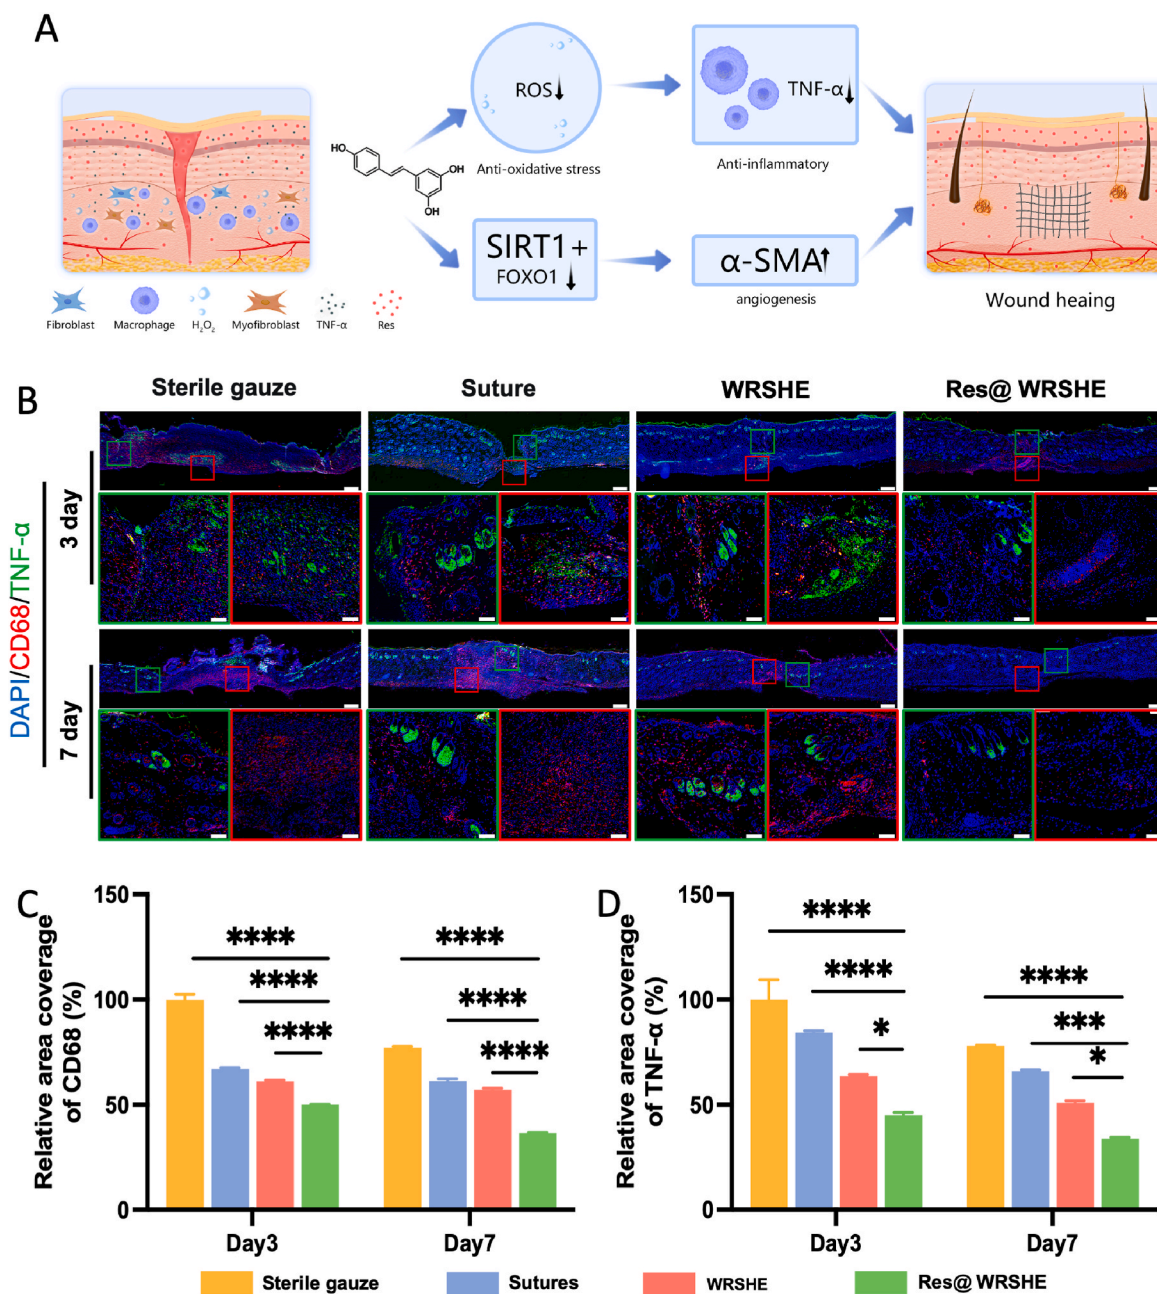 A
HO
OH
OH
ROS
Anti-oxidative stress
TNF-α
Anti-inflammatory
SIRT1+
FOXO1
α-SMA
angiogenesis
Wound heaing
Fibroblast
Macrophage
H₂O₂
Myofibroblast
TNF-α
Res
B
Sterile gauze
Suture
WRSHE
Res@ WRSHE
DAPI/CD68/TNF-α
3 day
7 day
C
Relative area coverage
of CD68 (%)
150
100
50
0
****
****
****
****
****
****
Day3
Day7
D
Relative area coverage
of TNF-α (%)
150
100
50
0
****
****
*
****
***
*
Day3
Day7
Sterile gauze
Sutures
WRSHE
Res@ WRSHE